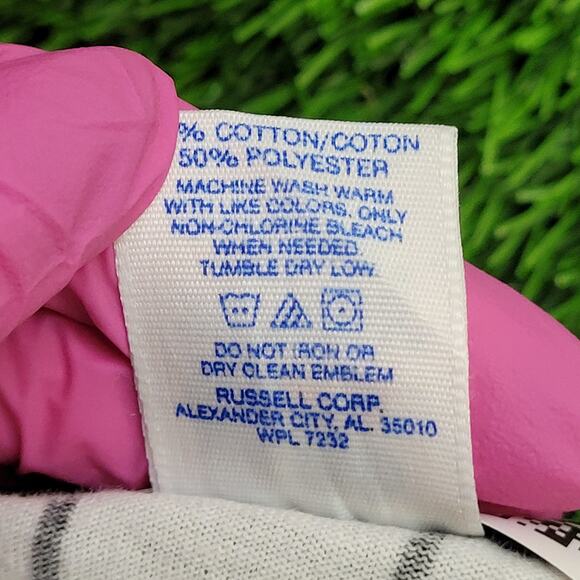 % COTTON/COTON
50% POLYESTER
MACHINE WASH WARM
WITH LIKE COLORS. ONLY
NON-CHLORINE BLEACH
WHEN NEEDED.
TUMBLE DRY LOW.
DO NOT IRON OR
DRY CLEAN EMBLEM
RUSSELL CORP.
ALEXANDER CITY, AL. 35010
WPL 7232